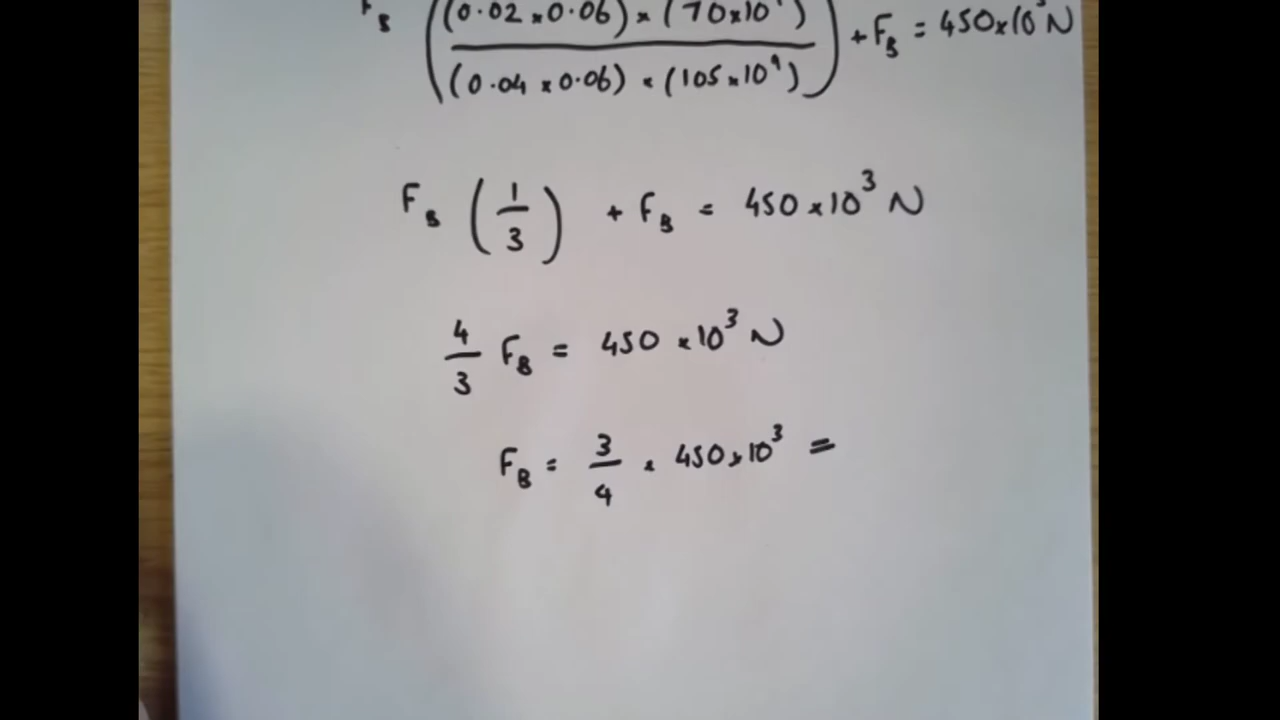 F_B ( ((0.02 × 0.06) × (70×10⁹)) / ((0.04 × 0.06) × (105×10⁹)) ) + F_B = 450×10³ N
F_B (1/3) + F_B = 450×10³ N
4/3 F_B = 450×10³ N
F_B = 3/4 × 450×10³ =